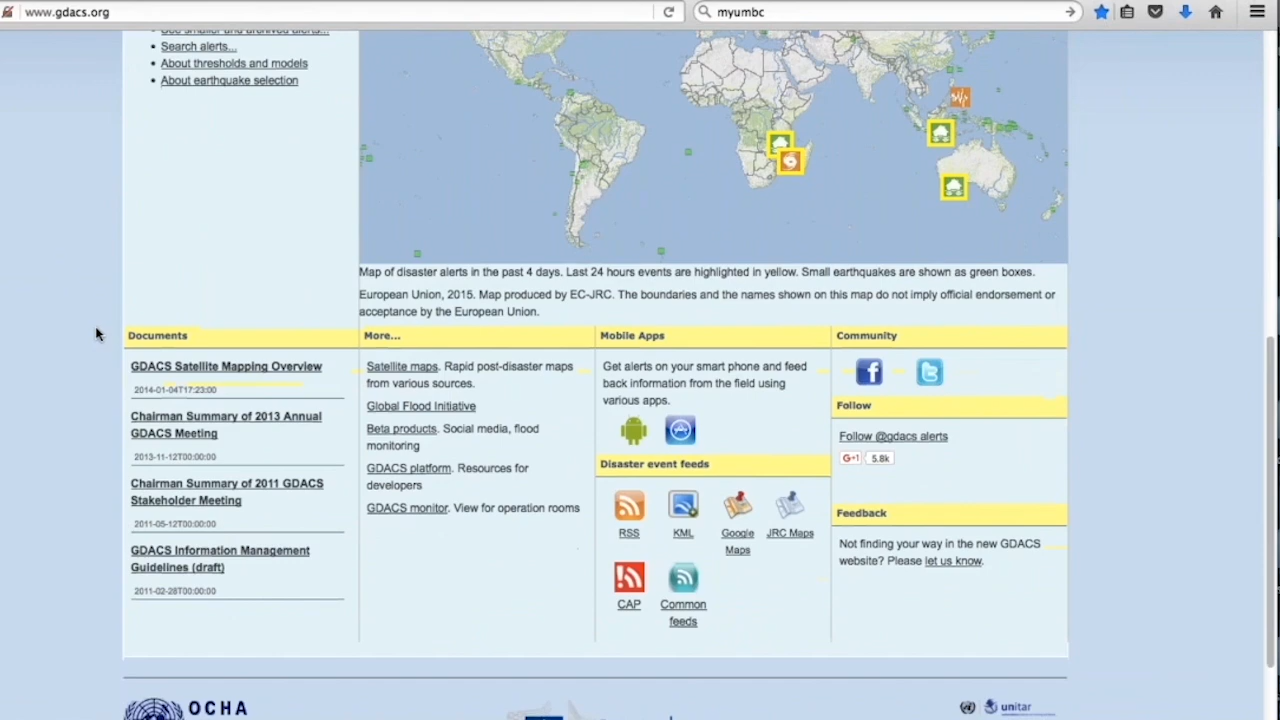 www.gdacs.org
myumbc
See smaller and archived alerts...
Search alerts...
About thresholds and models
About earthquake selection
Map of disaster alerts in the past 4 days. Last 24 hours events are highlighted in yellow. Small earthquakes are shown as green boxes.
European Union, 2015. Map produced by EC-JRC. The boundaries and the names shown on this map do not imply official endorsement or
acceptance by the European Union.
Documents
GDACS Satellite Mapping Overview
2014-01-04T17:23:00
Chairman Summary of 2013 Annual
GDACS Meeting
2013-11-12T00:00:00
Chairman Summary of 2011 GDACS
Stakeholder Meeting
2011-05-12T00:00:00
GDACS Information Management
Guidelines (draft)
2011-02-28T00:00:00
More...
Satellite maps. Rapid post-disaster maps
from various sources.
Global Flood Initiative
Beta products. Social media, flood
monitoring
GDACS platform. Resources for
developers
GDACS monitor. View for operation rooms
Mobile Apps
Get alerts on your smart phone and feed
back information from the field using
various apps.
Disaster event feeds
RSS
KML
Google
Maps
JRC Maps
CAP
Common
feeds
Community
Follow
Follow @gdacs alerts
G+1 5.8k
Feedback
Not finding your way in the new GDACS
website? Please let us know.
OCHA
unitar